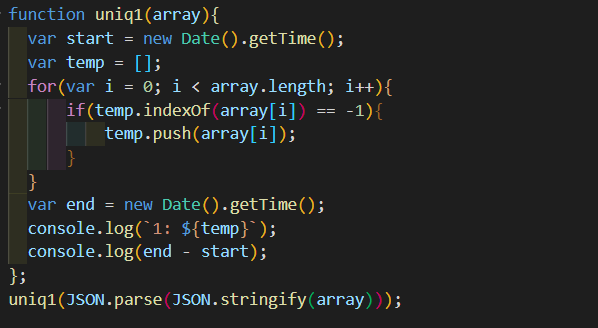 function uniq1(array){
  var start = new Date().getTime();
  var temp = [];
  for(var i = 0; i < array.length; i++){
      if(temp.indexOf(array[i]) == -1){
          temp.push(array[i]);
      }
  }
  var end = new Date().getTime();
  console.log(`1: ${temp}`);
  console.log(end - start);
};
uniq1(JSON.parse(JSON.stringify(array)));